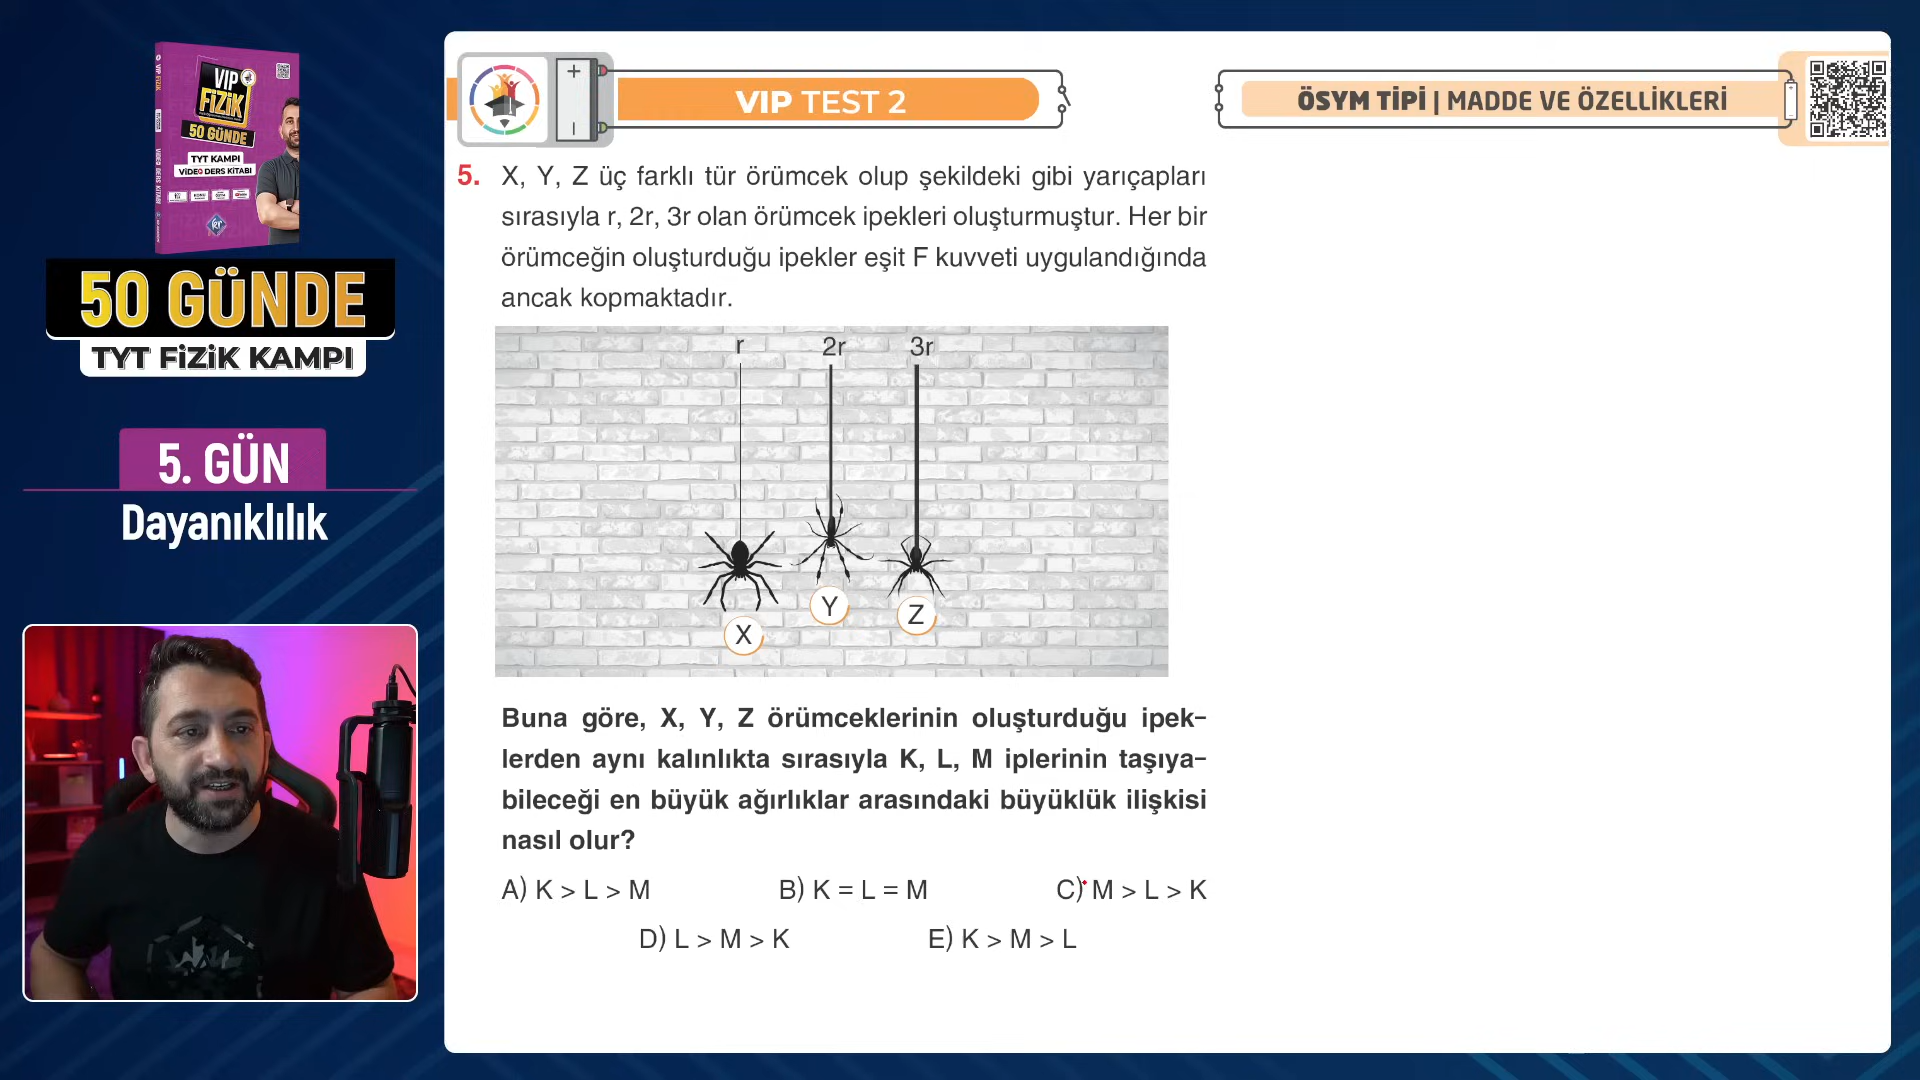 VIP
FİZİK
50 GÜNDE
TYT KAMPI
VİDEO DERS KİTABI
50 GÜNDE
TYT FİZİK KAMPI
5. GÜN
Dayanıklılık
VIP TEST 2
ÖSYM TİPİ | MADDE VE ÖZELLİKLERİ
5. X, Y, Z üç farklı tür örümcek olup şekildeki gibi yarıçapları
sırasıyla r, 2r, 3r olan örümcek ipekleri oluşturmuştur. Her bir
örümceğin oluşturduğu ipekler eşit F kuvveti uygulandığında
ancak kopmaktadır.
r 2r 3r
X Y Z
Buna göre, X, Y, Z örümceklerinin oluşturduğu ipek-
lerden aynı kalınlıkta sırasıyla K, L, M iplerinin taşıya-
bileceği en büyük ağırlıklar arasındaki büyüklük ilişkisi
nasıl olur?
A) K > L > M B) K = L = M C) M > L > K
D) L > M > K E) K > M > L